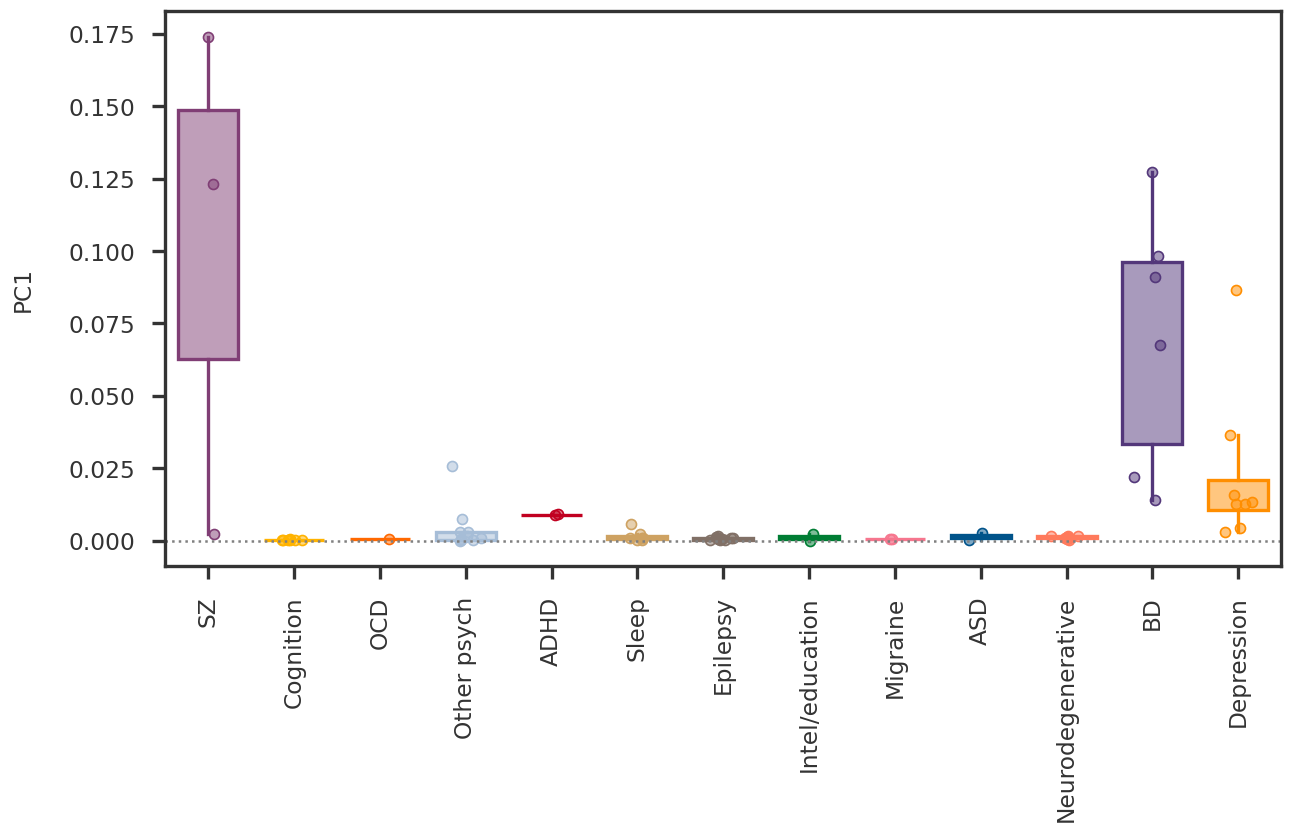 PC1
0.175
0.150
0.125
0.100
0.075
0.050
0.025
0.000
SZ
Cognition
OCD
Other psych
ADHD
Sleep
Epilepsy
Intel/education
Migraine
ASD
Neurodegenerative
BD
Depression